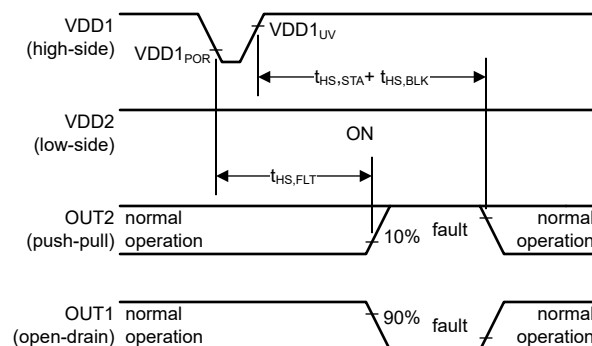 VDD1
(high-side)
VDD1UV
VDD1POR
tHS,STA+ tHS,BLK
VDD2
(low-side)
ON
tHS,FLT
OUT2
(push-pull)
normal
operation
10%
fault
normal
operation
OUT1
(open-drain)
normal
operation
90%
fault
normal
operation